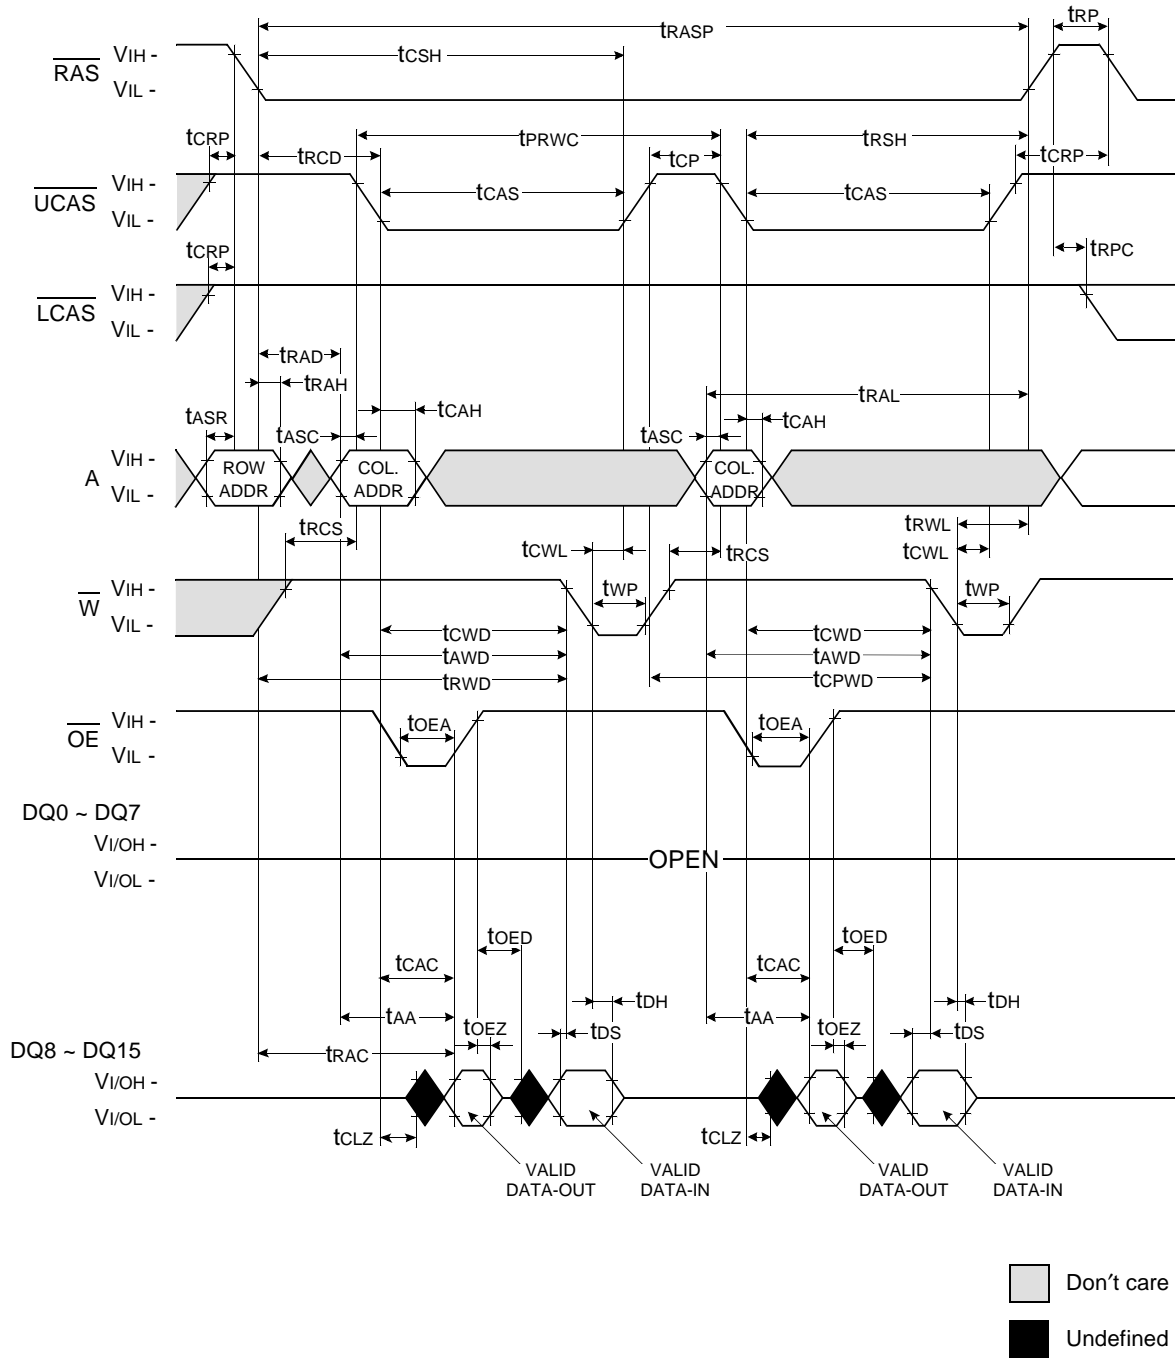 tRASP
tRP
tCSH
RAS
VIH -
VIL -
tCRP
tRCD
tPRWC
tCP
tRSH
tCRP
UCAS
VIH -
VIL -
tCAS
tCAS
tCRP
tRPC
LCAS
VIH -
VIL -
tRAD
tRAH
tASR
tASC
tCAH
tRAL
tASC
tCAH
A
VIH -
VIL -
ROW
ADDR
COL.
ADDR
COL.
ADDR
tRCS
tCWL
tRCS
tRWL
tCWL
W
VIH -
VIL -
tWP
tWP
tCWD
tCWD
tAWD
tAWD
tRWD
tCPWD
OE
VIH -
VIL -
tOEA
tOEA
DQ0 ~ DQ7
VI/OH -
VI/OL -
OPEN
tOED
tOED
tCAC
tCAC
tAA
tDH
tAA
tDH
tOEZ
tDS
tOEZ
tDS
tRAC
DQ8 ~ DQ15
VI/OH -
VI/OL -
tCLZ
tCLZ
VALID
DATA-OUT
VALID
DATA-IN
VALID
DATA-OUT
VALID
DATA-IN
Don′t care
Undefined